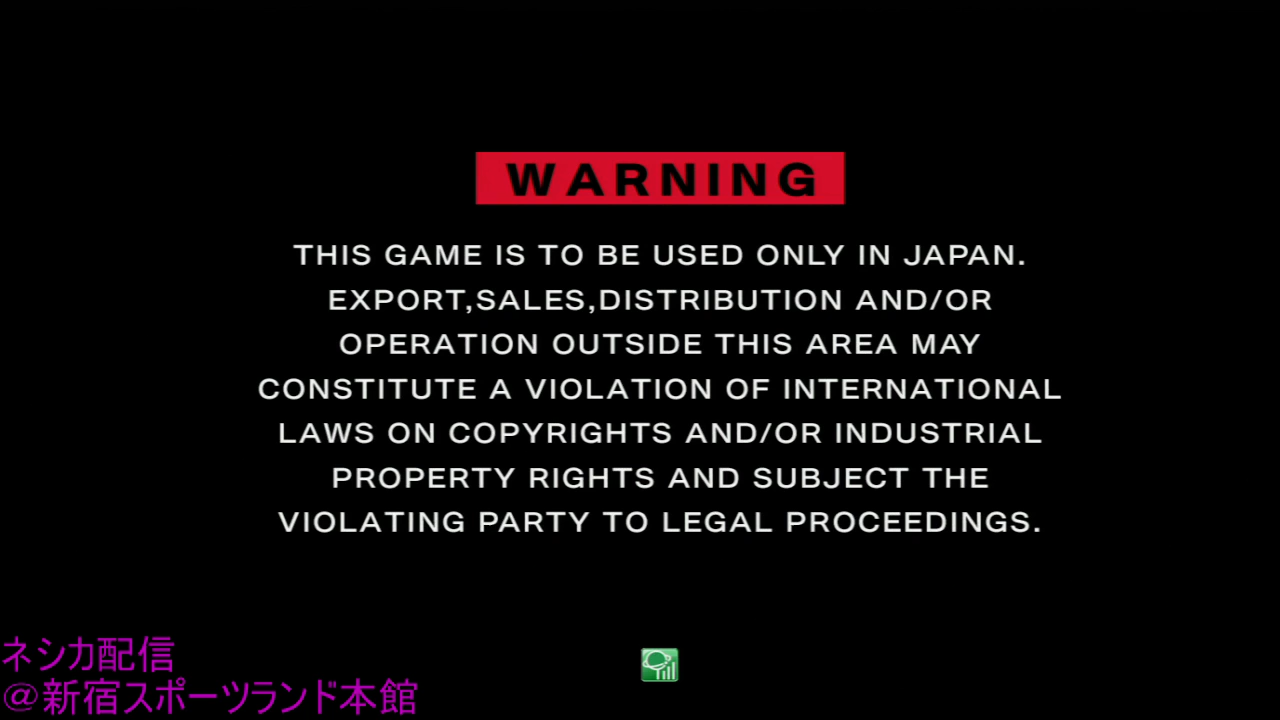 WARNING
THIS GAME IS TO BE USED ONLY IN JAPAN.
EXPORT,SALES,DISTRIBUTION AND/OR
OPERATION OUTSIDE THIS AREA MAY
CONSTITUTE A VIOLATION OF INTERNATIONAL
LAWS ON COPYRIGHTS AND/OR INDUSTRIAL
PROPERTY RIGHTS AND SUBJECT THE
VIOLATING PARTY TO LEGAL PROCEEDINGS.
ネシカ配信
@新宿スポーツランド本館